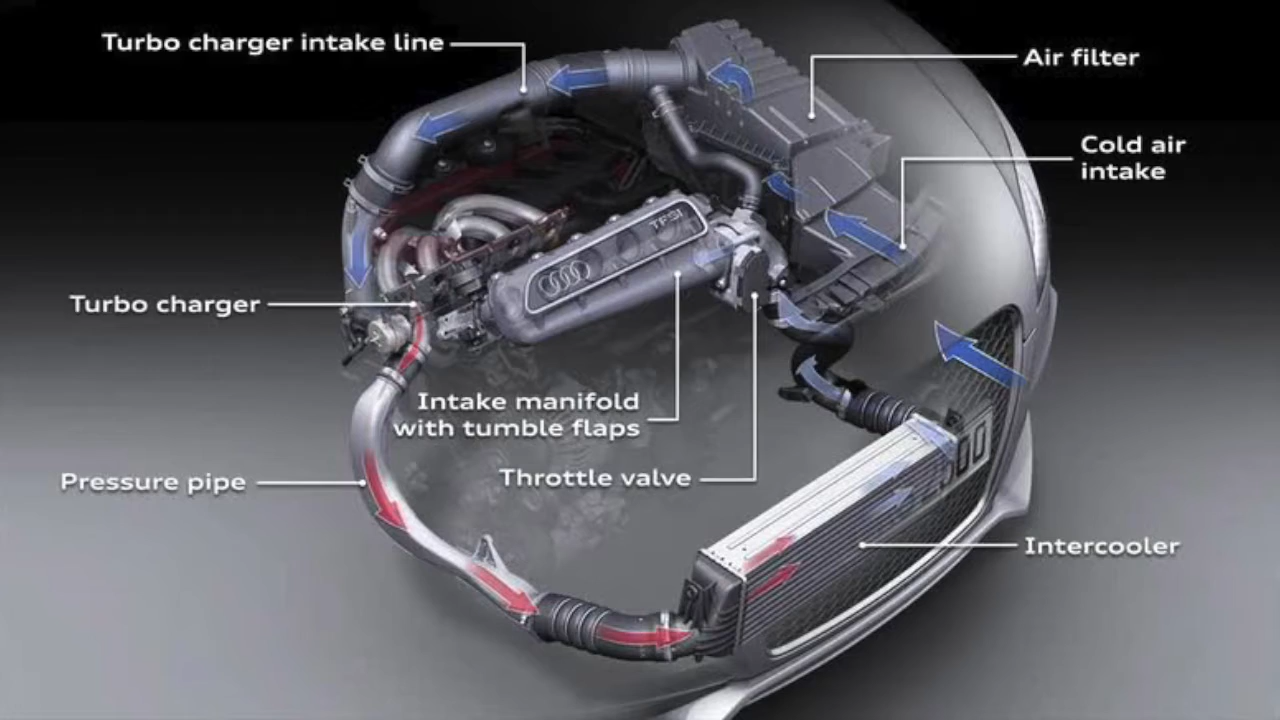 Turbo charger intake line
Air filter
Cold air
intake
TFSI
Turbo charger
Intake manifold
with tumble flaps
Throttle valve
Pressure pipe
Intercooler